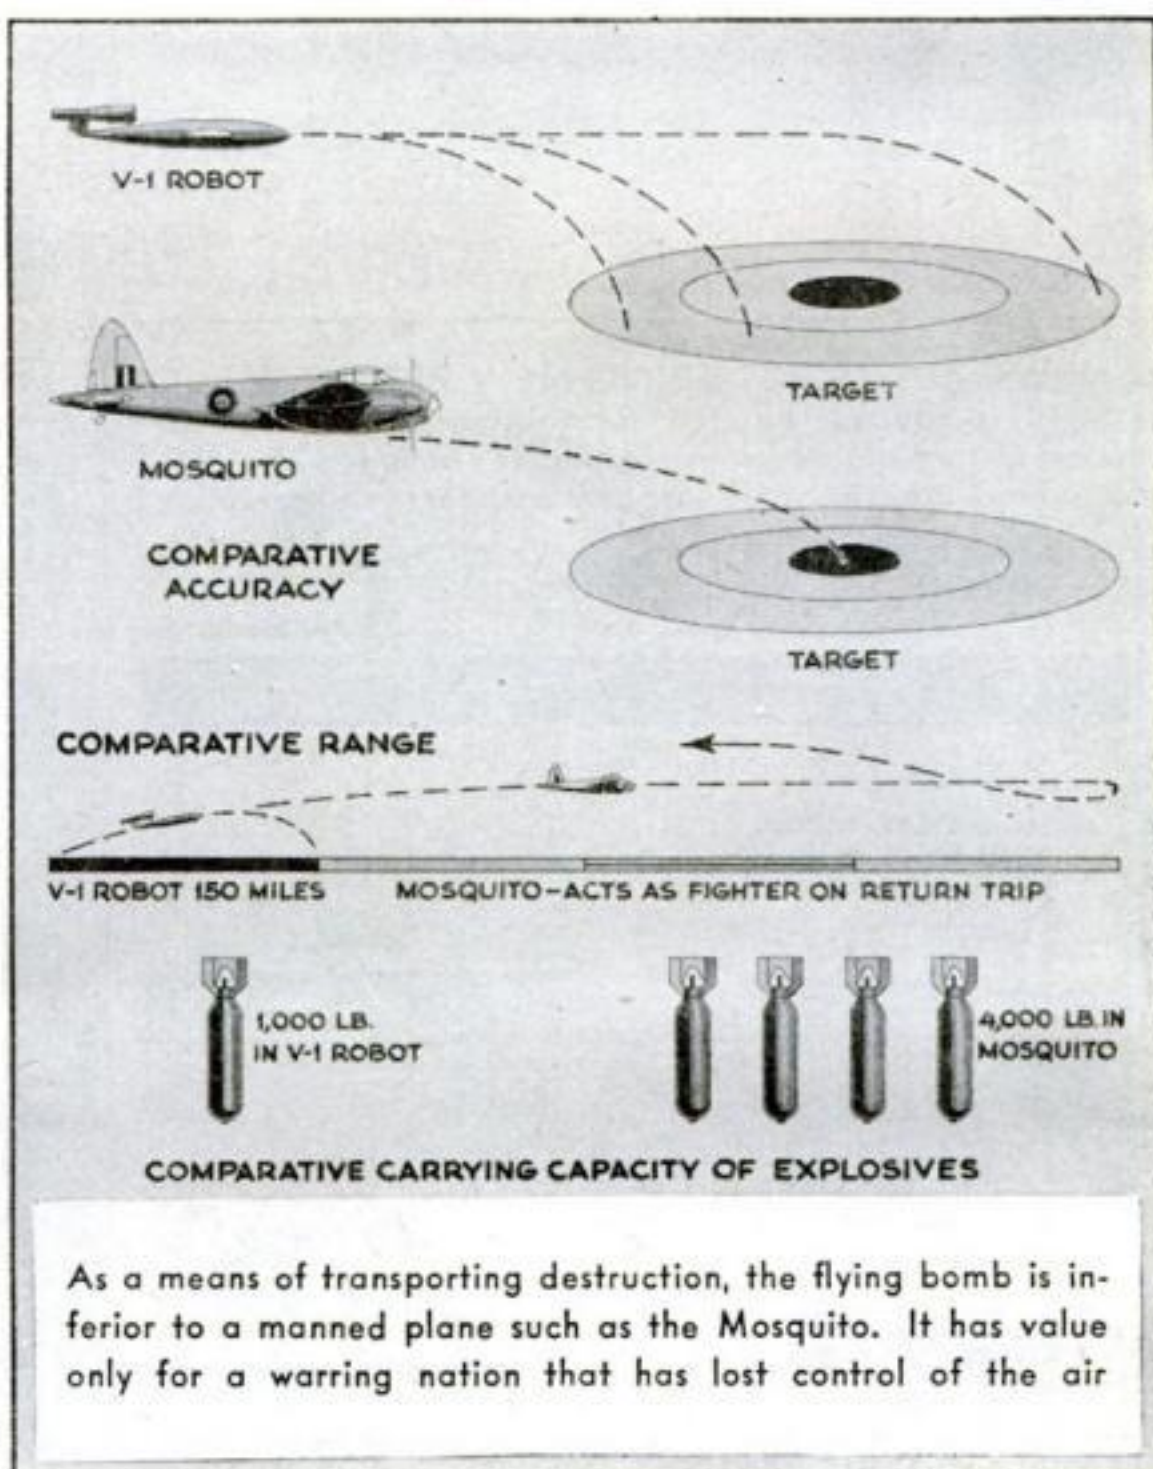 V-1 ROBOT
TARGET
MOSQUITO
COMPARATIVE
ACCURACY
TARGET
COMPARATIVE RANGE
V-1 ROBOT 150 MILES
MOSQUITO-ACTS AS FIGHTER ON RETURN TRIP
1,000 LB.
IN V-1 ROBOT
4,000 LB. IN
MOSQUITO
COMPARATIVE CARRYING CAPACITY OF EXPLOSIVES
As a means of transporting destruction, the flying bomb is in-
ferior to a manned plane such as the Mosquito. It has value
only for a warring nation that has lost control of the air